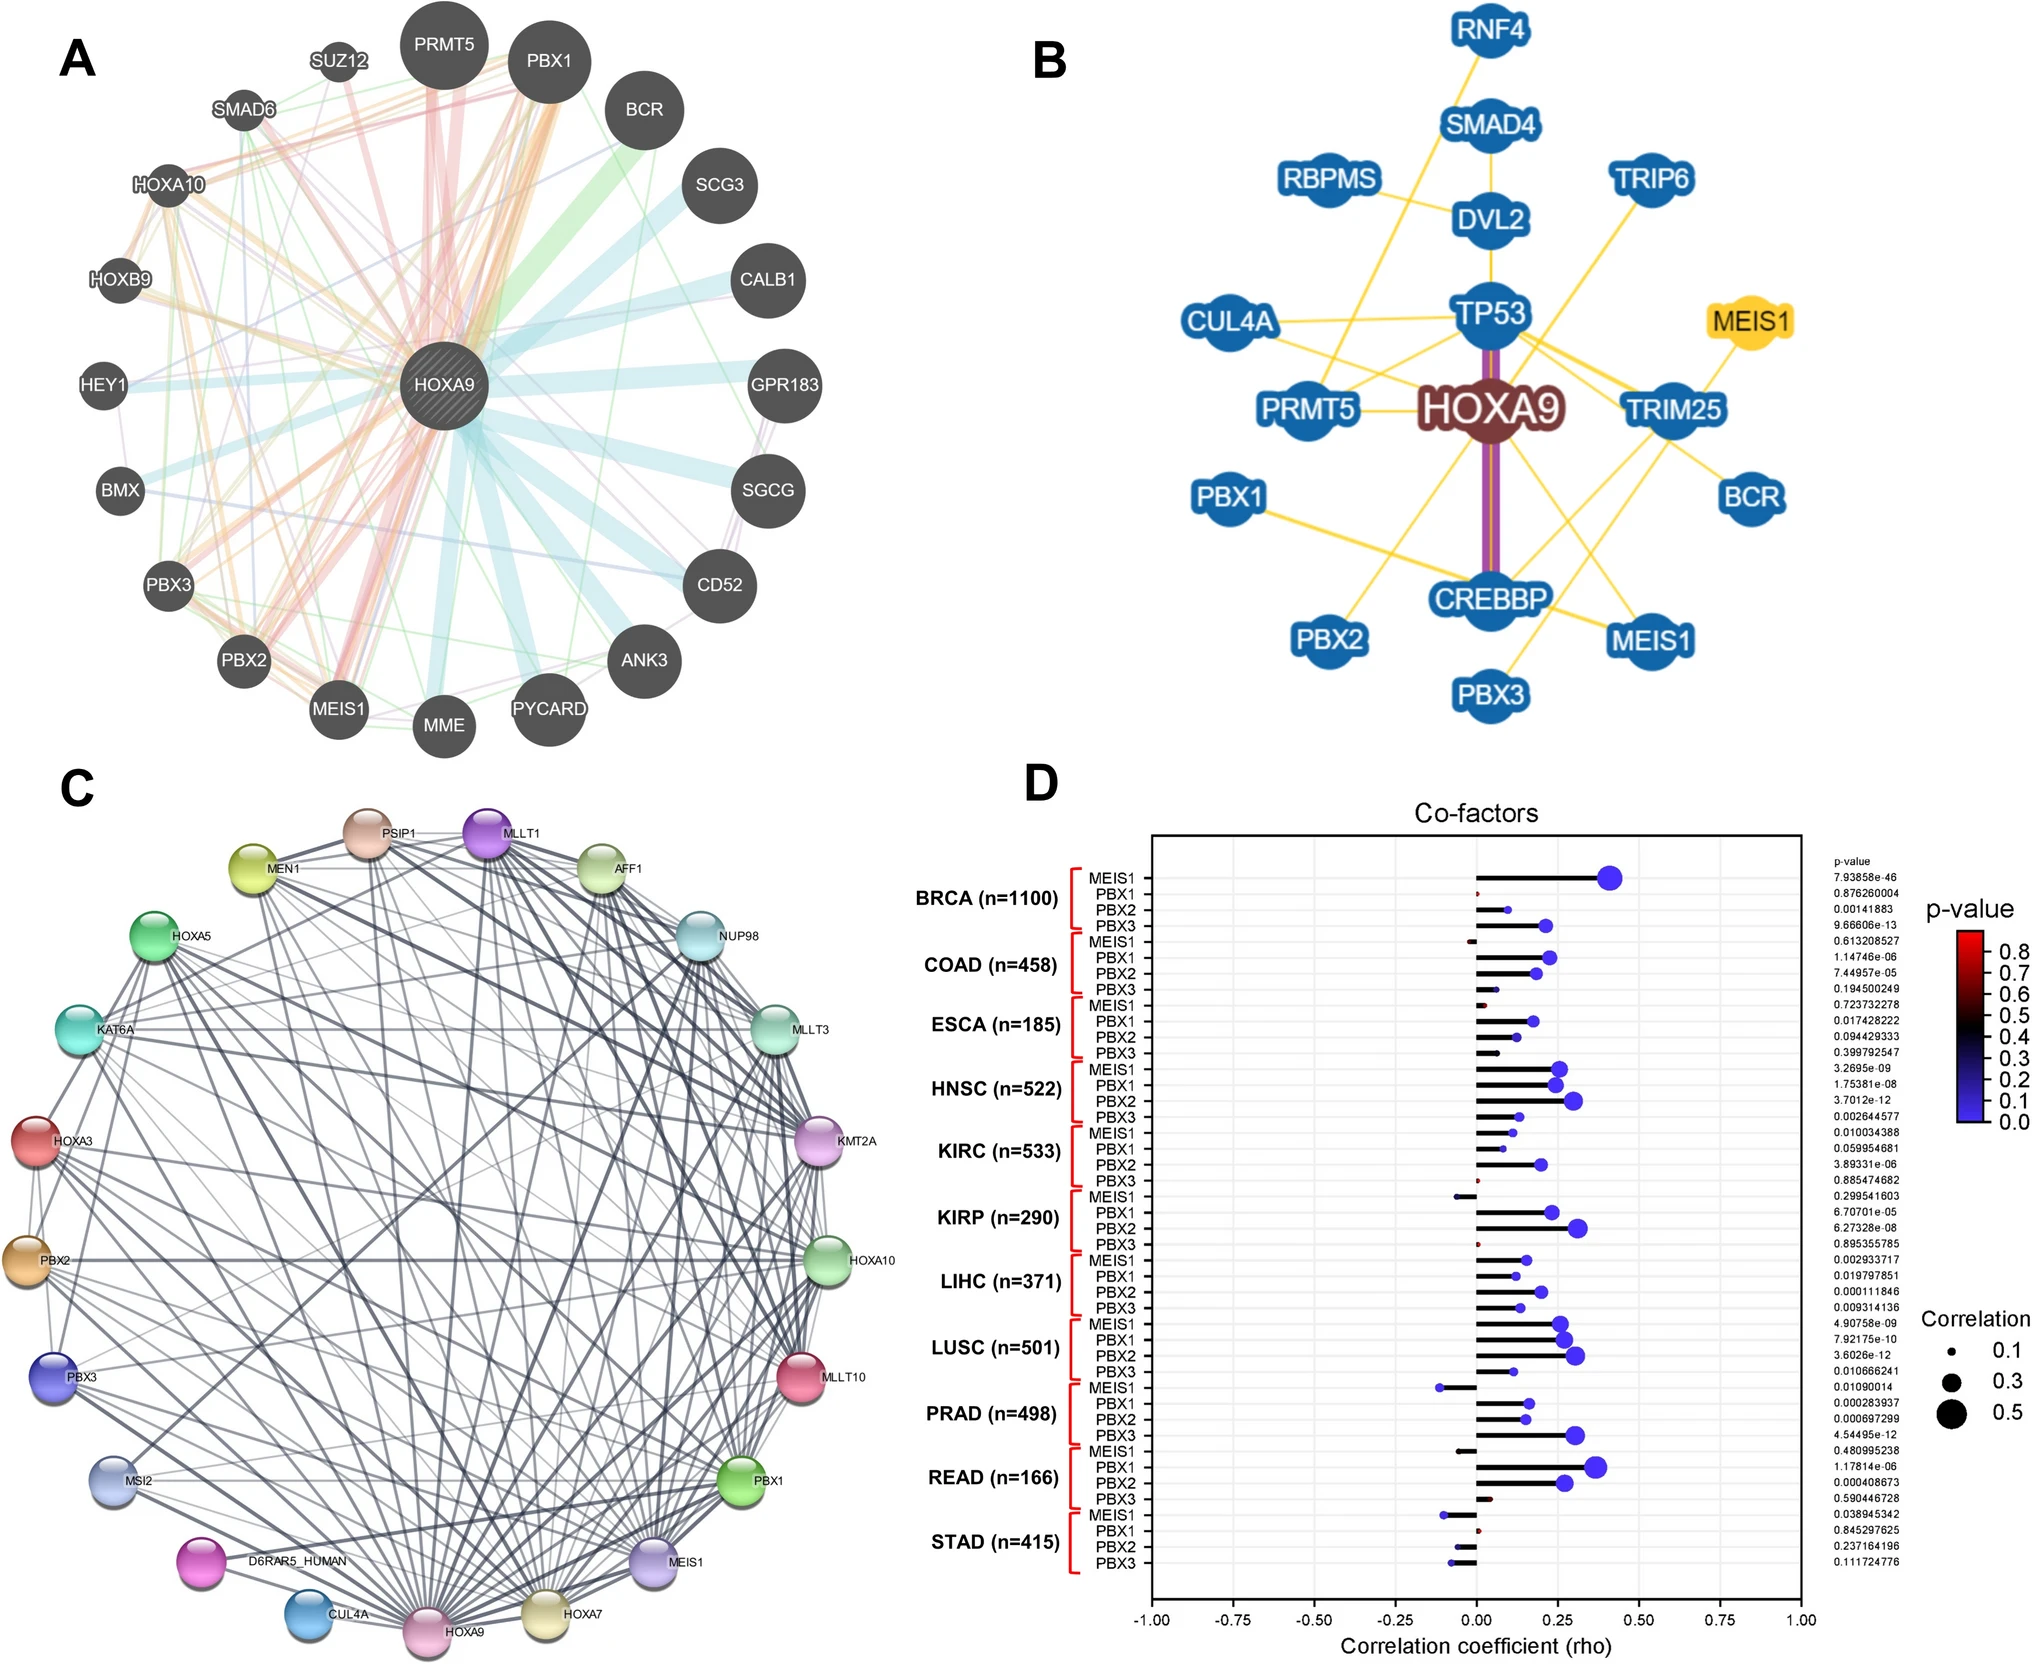 A
SUZ12
PRMT5
PBX1
SMAD6
BCR
HOXA10
SCG3
HOXB9
CALB1
HEY1
HOXA9
GPR183
BMX
SGCG
PBX3
CD52
PBX2
ANK3
MEIS1
MME
PYCARD
B
RNF4
SMAD4
RBPMS
TRIP6
DVL2
CUL4A
TP53
MEIS1
PRMT5
HOXA9
TRIM25
PBX1
BCR
CREBBP
PBX2
MEIS1
PBX3
C
PSIP1
MLLT1
MEN1
AFF1
HOXA5
NUP98
KAT6A
MLLT3
HOXA3
KMT2A
PBX2
HOXA10
PBX3
MLLT10
MSI2
PBX1
D6RAR5_HUMAN
MEIS1
CUL4A
HOXA7
HOXA9
D
Co-factors
p-value
BRCA (n=1100)
MEIS1 7.93858e-46
PBX1 0.876260004
PBX2 0.00141883
PBX3 9.66606e-13
COAD (n=458)
MEIS1 0.613208527
PBX1 1.14746e-06
PBX2 7.44957e-05
PBX3 0.194500249
ESCA (n=185)
MEIS1 0.723732278
PBX1 0.017428222
PBX2 0.094429333
PBX3 0.399792547
HNSC (n=522)
MEIS1 3.2695e-09
PBX1 1.75381e-08
PBX2 3.7012e-12
PBX3 0.002644577
KIRC (n=533)
MEIS1 0.010034388
PBX1 0.059954681
PBX2 3.89331e-06
PBX3 0.885474682
KIRP (n=290)
MEIS1 0.299541603
PBX1 6.70701e-05
PBX2 6.27328e-08
PBX3 0.895355785
LIHC (n=371)
MEIS1 0.002933717
PBX1 0.019797851
PBX2 0.000111846
PBX3 0.009314136
LUSC (n=501)
MEIS1 4.90758e-09
PBX1 7.92175e-10
PBX2 3.6026e-12
PBX3 0.010666241
PRAD (n=498)
MEIS1 0.01090014
PBX1 0.000283937
PBX2 0.000697299
PBX3 4.54495e-12
READ (n=166)
MEIS1 0.480995238
PBX1 1.17814e-06
PBX2 0.000408673
PBX3 0.590446728
STAD (n=415)
MEIS1 0.038945342
PBX1 0.845297625
PBX2 0.237164196
PBX3 0.111724776
-1.00 -0.75 -0.50 -0.25 0.00 0.25 0.50 0.75 1.00
Correlation coefficient (rho)
p-value
0.8
0.7
0.6
0.5
0.4
0.3
0.2
0.1
0.0
Correlation
0.1
0.3
0.5